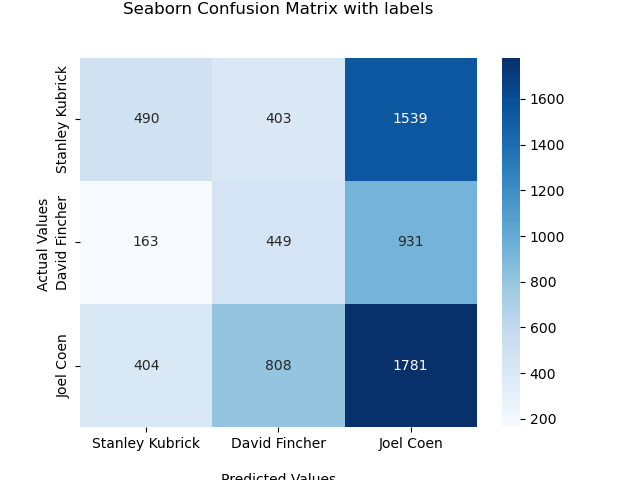 Seaborn Confusion Matrix with labels
Stanley Kubrick
490 403 1539
David Fincher
163 449 931
Joel Coen
404 808 1781
Actual Values
Stanley Kubrick David Fincher Joel Coen
Predicted Values
1600
1400
1200
1000
800
600
400
200